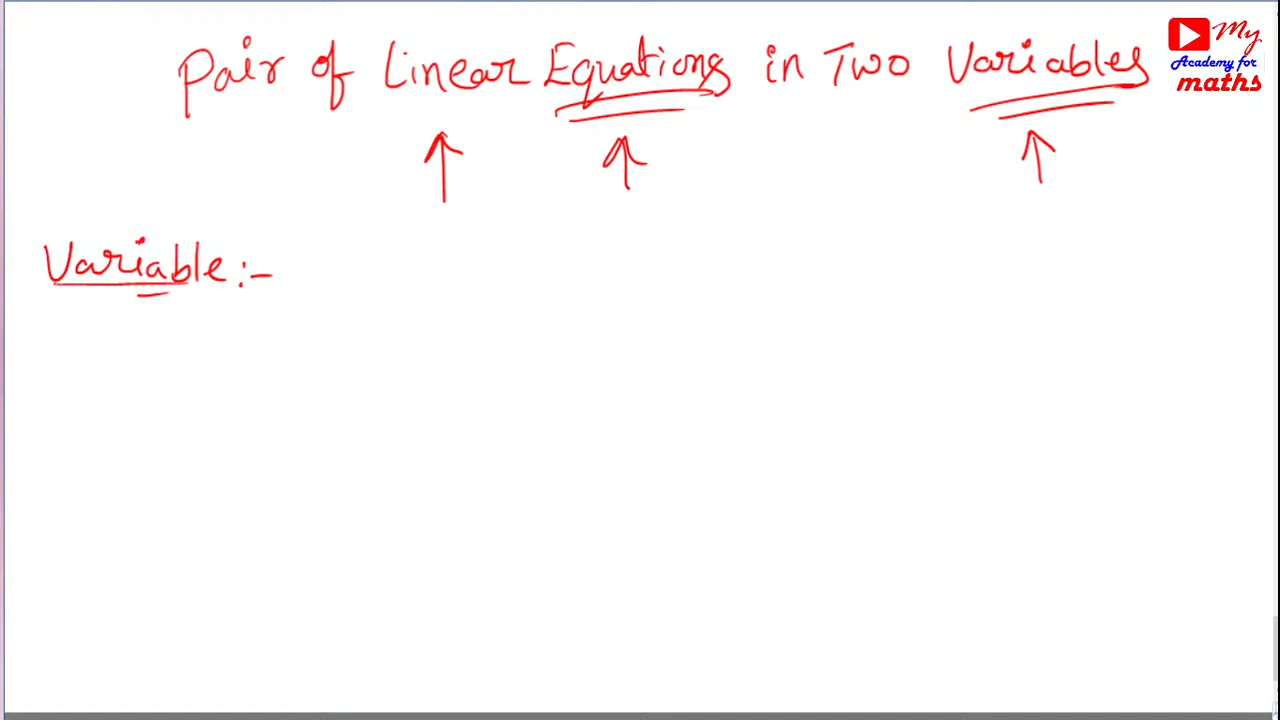 Pair of Linear Equations in Two Variables
My
Academy for
maths
Variable:-